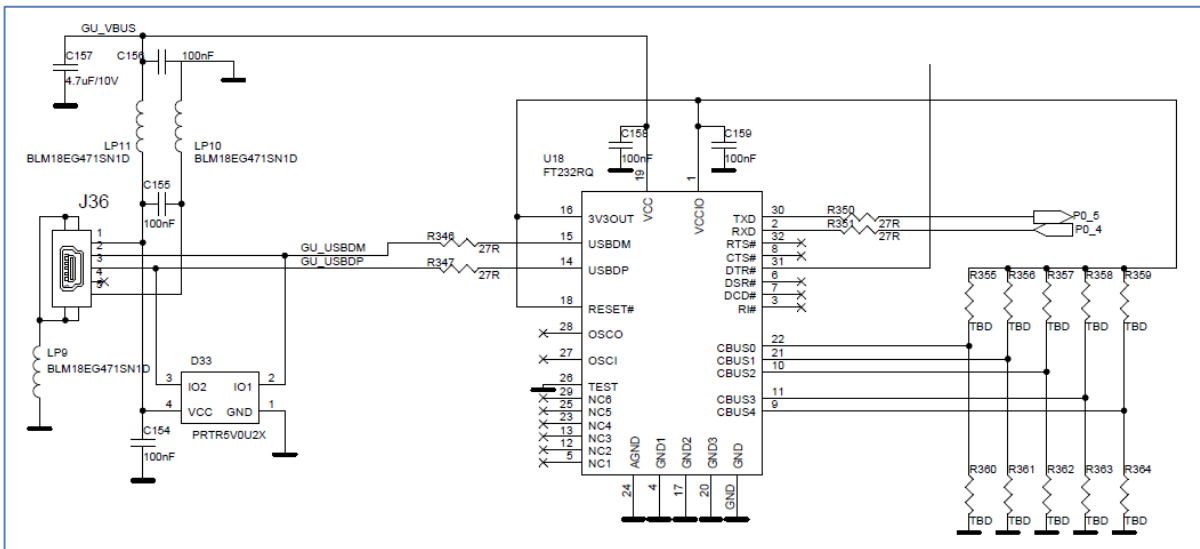 GU_VBUS
C157
4.7uF/10V
C156
100nF
LP11
BLM18EG471SN1D
LP10
BLM18EG471SN1D
C155
100nF
J36
1
2
3
4
5
GU_USBDM
GU_USBDP
R346
27R
R347
27R
LP9
BLM18EG471SN1D
D33
3 IO2 IO1 2
4 VCC GND 1
PRTR5V0U2X
C154
100nF
U18
FT232RQ
C158
100nF
C159
100nF
19 VCC
1 VCCIO
16 3V3OUT
15 USBDM
14 USBDP
18 RESET#
28 OSCO
27 OSCI
26 TEST
29 NC6
25 NC5
23 NC4
13 NC3
12 NC2
5 NC1
TXD 30
RXD 2
RTS# 32
CTS# 8
DTR# 31
DSR# 6
DCD# 7
RI# 3
CBUS0 22
CBUS1 21
CBUS2 10
CBUS3 11
CBUS4 9
AGND GND1 GND2 GND3 GND
24 4 17 20 GND
R350
27R
P0_5
R351
27R
P0_4
R355 R356 R357 R358 R359
TBD TBD TBD TBD TBD
R360 R361 R362 R363 R364
TBD TBD TBD TBD TBD